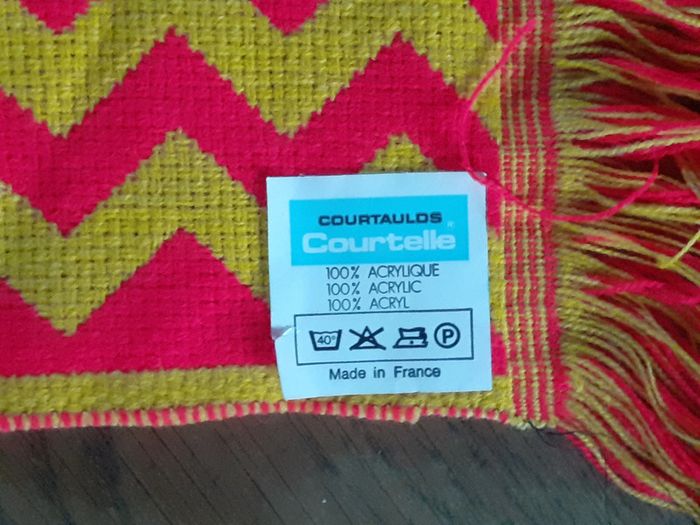 COURTAULDS
Courtelle ®
100% ACRYLIQUE
100% ACRYLIC
100% ACRYL
40° P
Made in France